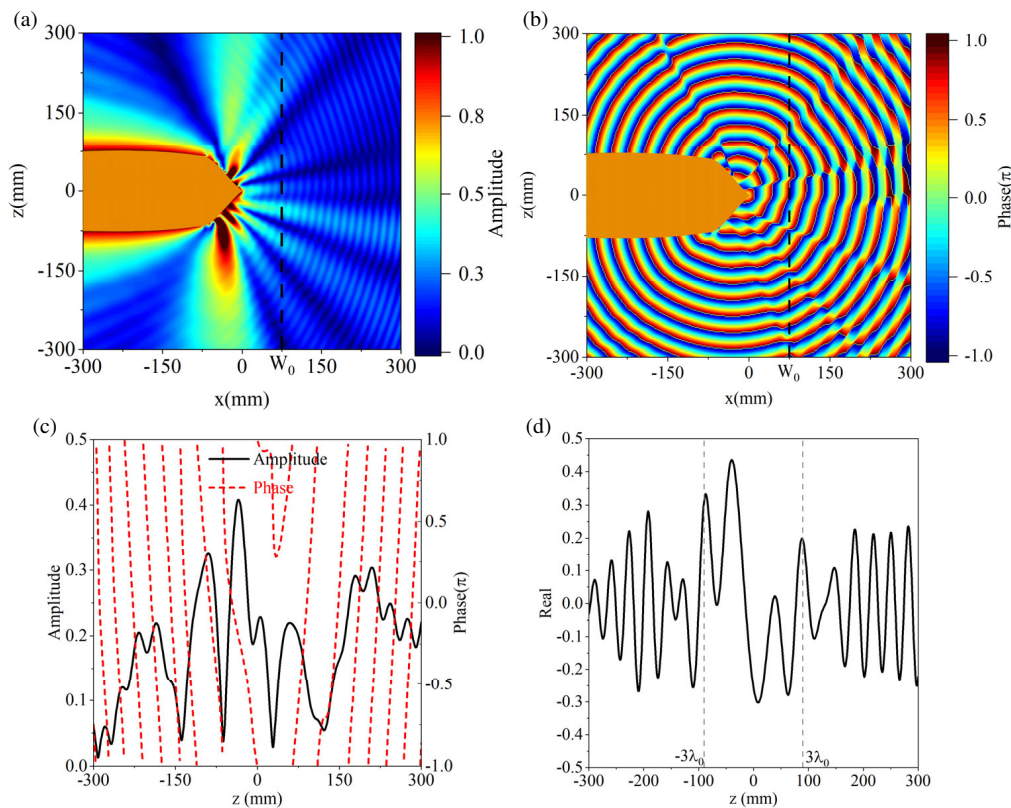 (a)
300
150
0
-150
-300
z(mm)
-300 -150 0 W₀ 150 300
x(mm)
1.0
0.8
0.6
0.4
0.3
0.0
Amplitude
(b)
300
150
0
-150
-300
z(mm)
-300 -150 0 W₀ 150 300
x(mm)
1.0
0.5
0.0
-0.5
-1.0
Phase(π)
(c)
0.5
0.4
0.3
0.2
0.1
0.0
Amplitude
Amplitude
Phase
1.0
0.5
0.0
-0.5
-1.0
Phase(π)
-300 -150 0 150 300
z (mm)
(d)
0.5
0.4
0.3
0.2
0.1
0.0
-0.1
-0.2
-0.3
-0.4
-0.5
Real
-3λ₀ 3λ₀
-300 -200 -100 0 100 200 300
z (mm)